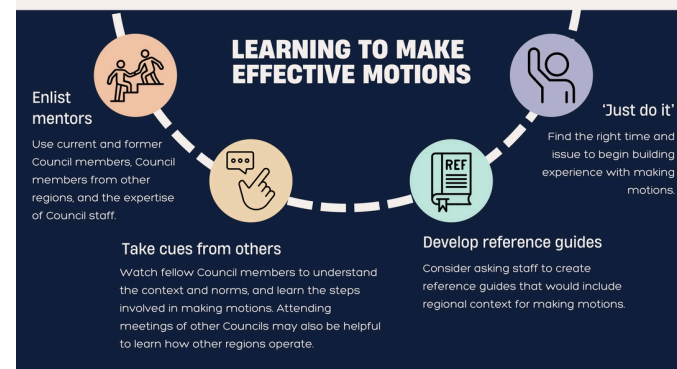 LEARNING TO MAKE
EFFECTIVE MOTIONS
Enlist
mentors
Use current and former
Council members, Council
members from other
regions, and the expertise
of Council staff.
Take cues from others
Watch fellow Council members to understand
the context and norms, and learn the steps
involved in making motions. Attending
meetings of other Councils may also be helpful
to learn how other regions operate.
REF
Develop reference guides
Consider asking staff to create
reference guides that would include
regional context for making motions.
'Just do it'
Find the right time and
issue to begin building
experience with making
motions.